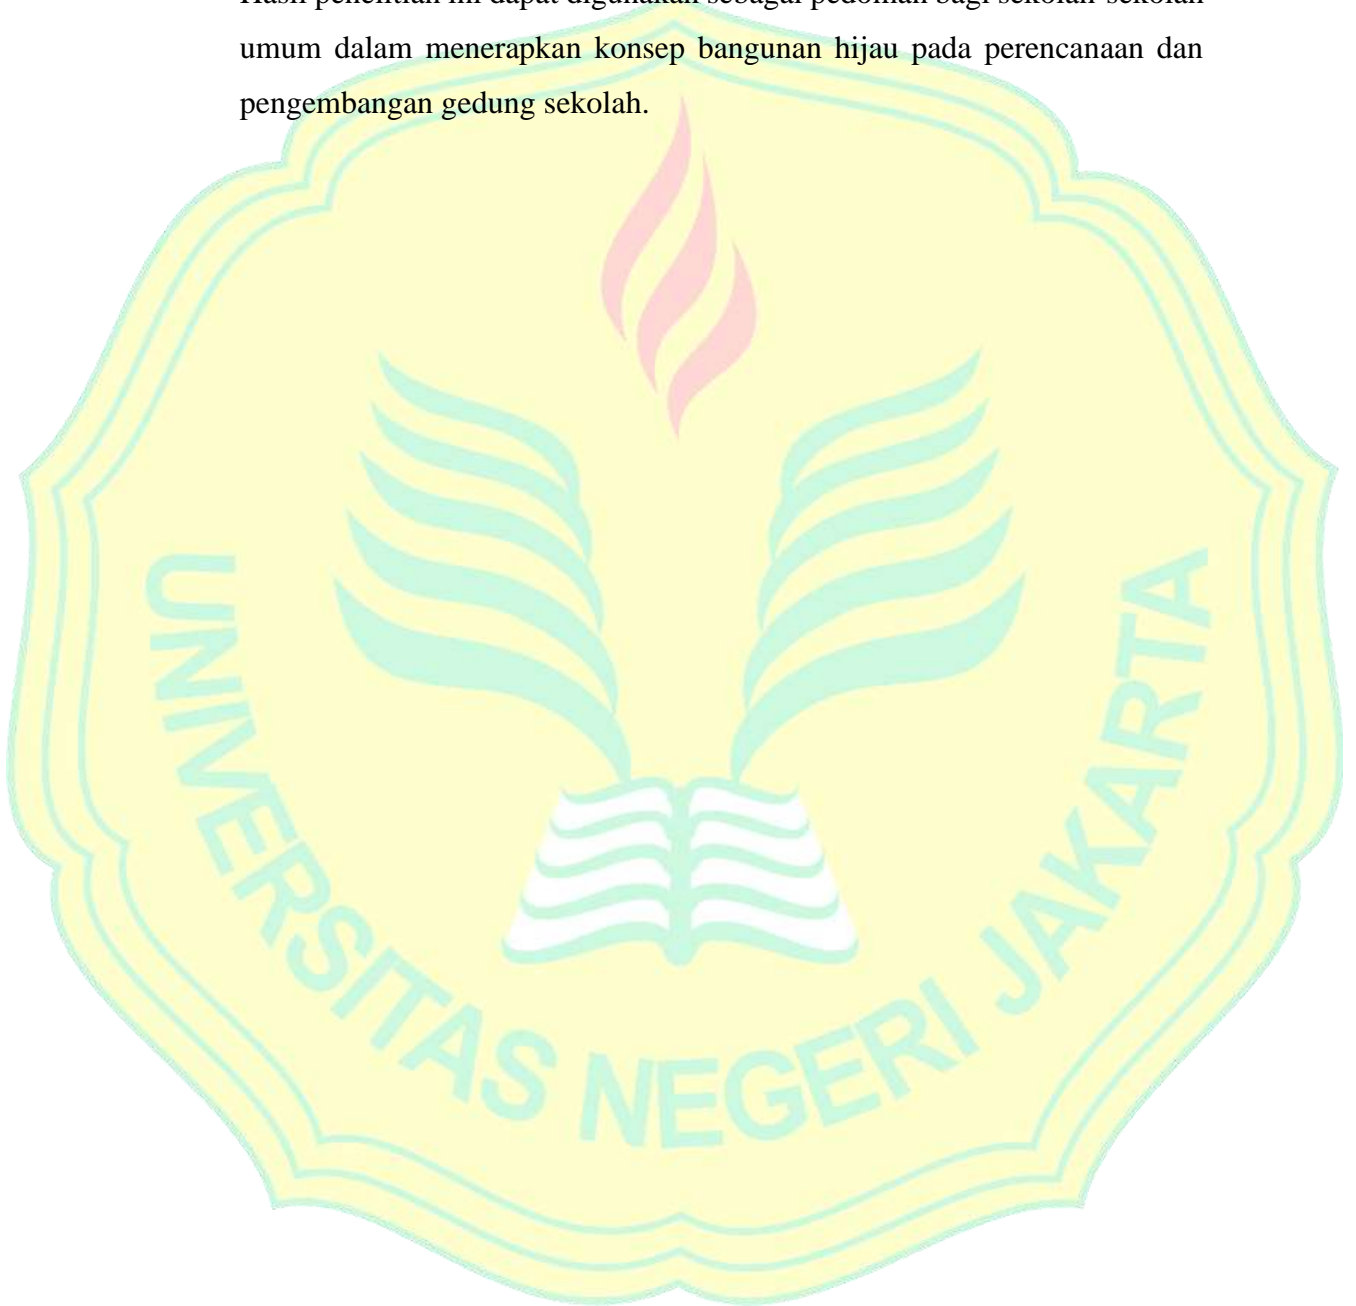 Hasil penelitian ini dapat digunakan sebagai pedoman bagi sekolah-sekolah
umum dalam menerapkan konsep bangunan hijau pada perencanaan dan
pengembangan gedung sekolah.
UNIVERSITAS NEGERI JAKARTA